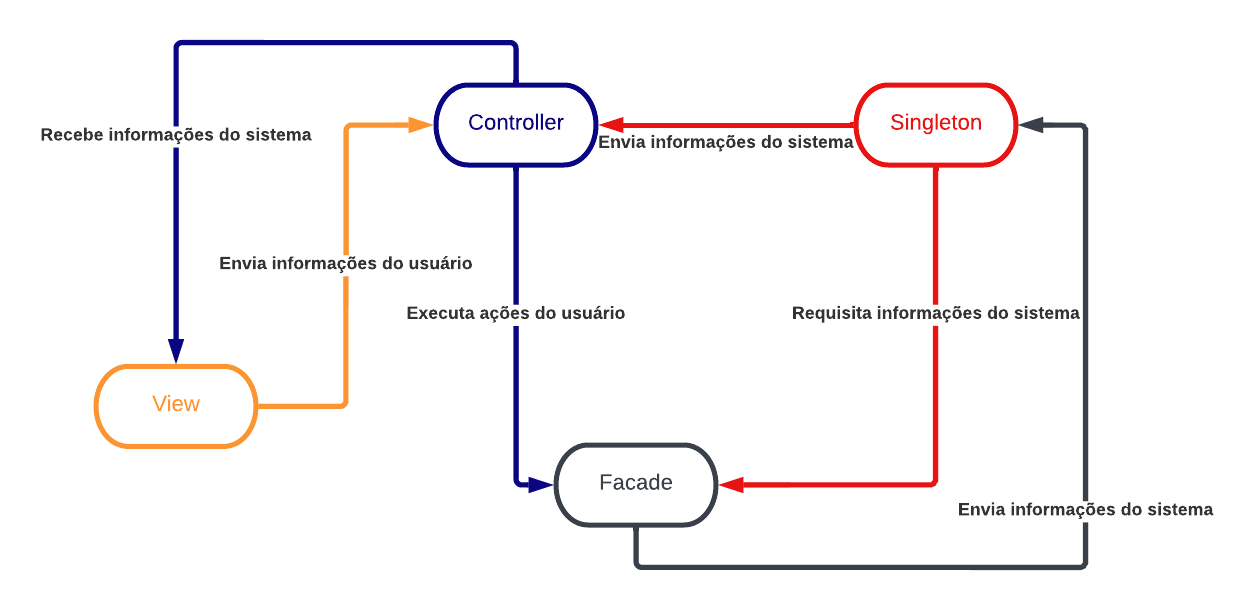 Controller
Singleton
Recebe informações do sistema
Envia informações do sistema
Envia informações do usuário
Executa ações do usuário
Requisita informações do sistema
View
Facade
Envia informações do sistema